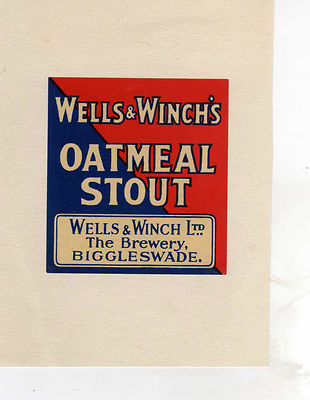 WELLS & WINCH'S
OATMEAL
STOUT
WELLS & WINCH LTD
The Brewery,
BIGGLESWADE.